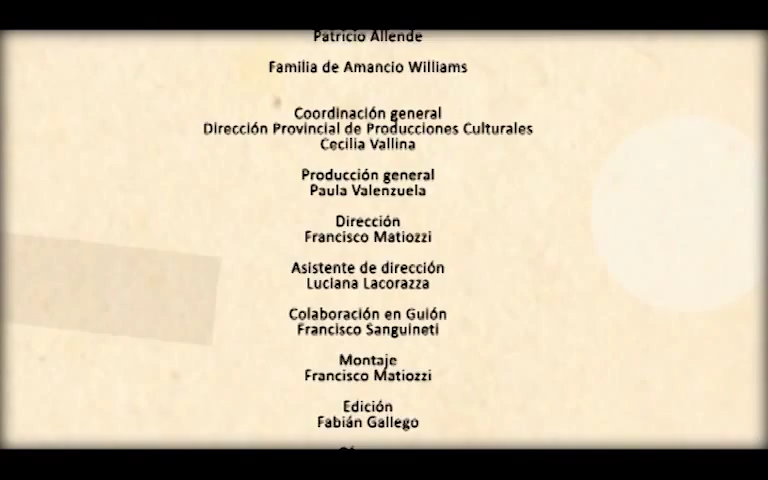 Patricio Allende
Familia de Amancio Williams
Coordinación general
Dirección Provincial de Producciones Culturales
Cecilia Vallina
Producción general
Paula Valenzuela
Dirección
Francisco Matiozzi
Asistente de dirección
Luciana Lacorazza
Colaboración en Guión
Francisco Sanguineti
Montaje
Francisco Matiozzi
Edición
Fabián Gallego